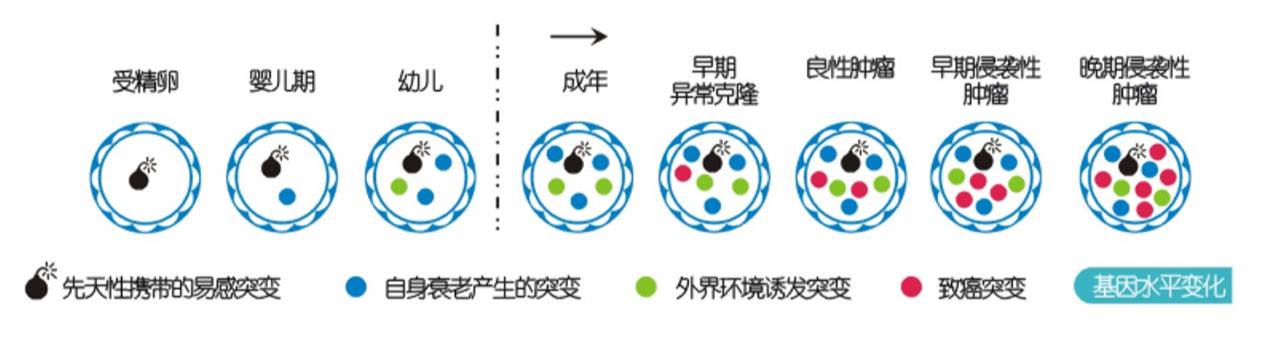 受精卵
婴儿期
幼儿
成年
早期
异常克隆
良性肿瘤
早期侵袭性
肿瘤
晚期侵袭性
肿瘤
先天性携带的易感突变
自身衰老产生的突变
外界环境诱发突变
致癌突变
基因水平变化